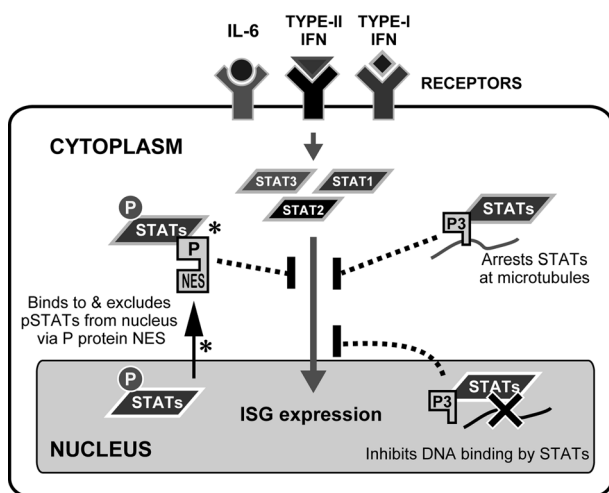 IL-6
TYPE-II
IFN
TYPE-I
IFN
RECEPTORS
CYTOPLASM
STAT3
STAT1
STAT2
P
STATs
*
P
NES
P3
STATs
Arrests STATs
at microtubules
Binds to & excludes
pSTATs from nucleus
via P protein NES
*
P
STATs
ISG expression
P3
STATs
NUCLEUS
Inhibits DNA binding by STATs